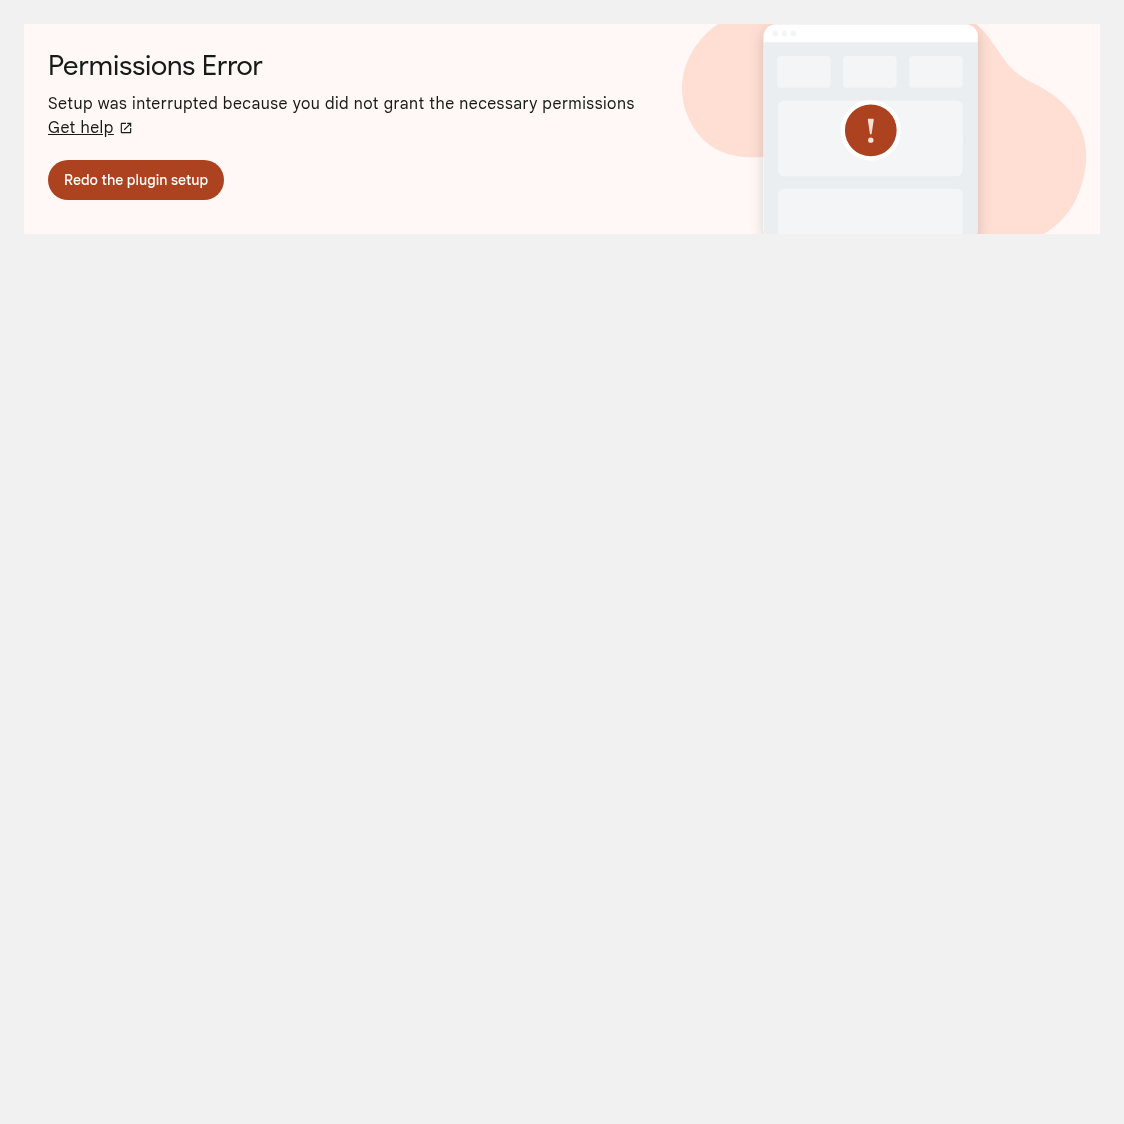 Permissions Error
Setup was interrupted because you did not grant the necessary permissions
Get help
Redo the plugin setup